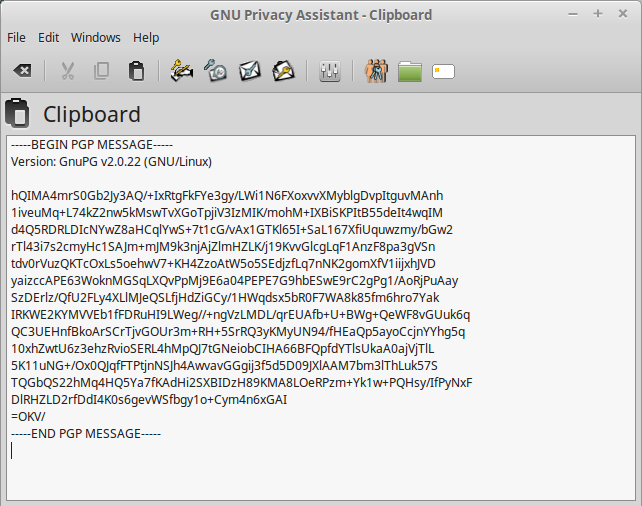 GNU Privacy Assistant - Clipboard
File Edit Windows Help
Clipboard
-----BEGIN PGP MESSAGE-----
Version: GnuPG v2.0.22 (GNU/Linux)
hQIMA4mrS0Gb2Jy3AQ/+IxRtgFkFYe3gy/LWi1N6FXoxvvXMyblgDvpItguvMAnh
1iveuMq+L74kZ2nw5kMswTvXGoTpjiV3IzMIK/mohM+IXBiSKPItB55deIt4wqIM
d4Q5RDRLDIcNYwZ8aHCqlYwS+7t1cG/vAx1GTKl65I+SaL167XfiUquwzmy/bGw2
rTl43i7s2cmyHc1SAJm+mJM9k3njAjZlmHZLK/j19KvvGlcgLqF1AnzF8pa3gVSn
tdv0rVuzQKTcOxLs5oehwV7+KH4ZzoAtW5o5SEdjzfLq7nNK2gomXfV1iijxhJVD
yaizccAPE63WoknMGSqLXQvPpMj9E6a04PEPE7G9hbESwE9rC2gPg1/AoRjPuAay
SzDErlz/QfU2FLy4XLlMJeQSLfjHdZiGCy/1HWqdsx5bR0F7WA8k85fm6hro7Yak
IRKWE2KYMVVEb1fFDRuHI9LWeg//+ngVzLMDL/qrEUAfb+U+BWg+QeWF8vGUuk6q
QC3UEHnfBkoArSCrTjvGOUr3m+RH+5SrRQ3yKMyUN94/fHEaQp5ayoCcjnYYhg5q
10xhZwtU6z3ehzRvioSERL4hMpQJ7tGNeiobCIHA66BFQpfdYTlsUkaA0ajVjTlL
5K11uNG+/Ox0QJqfFTPtjnNSJh4AwvavGGgij3f5d5D09JXlAAM7bm3lThLuk57S
TQGbQS22hMq4HQ5Ya7fKAdHi2SXBIDzH89KMA8LOeRPzm+Yk1w+PQHsy/IfPyNxF
DlRHZLD2rfDdI4K0s6gevWSfbgy1o+Cym4n6xGAI
=OKV/
-----END PGP MESSAGE-----